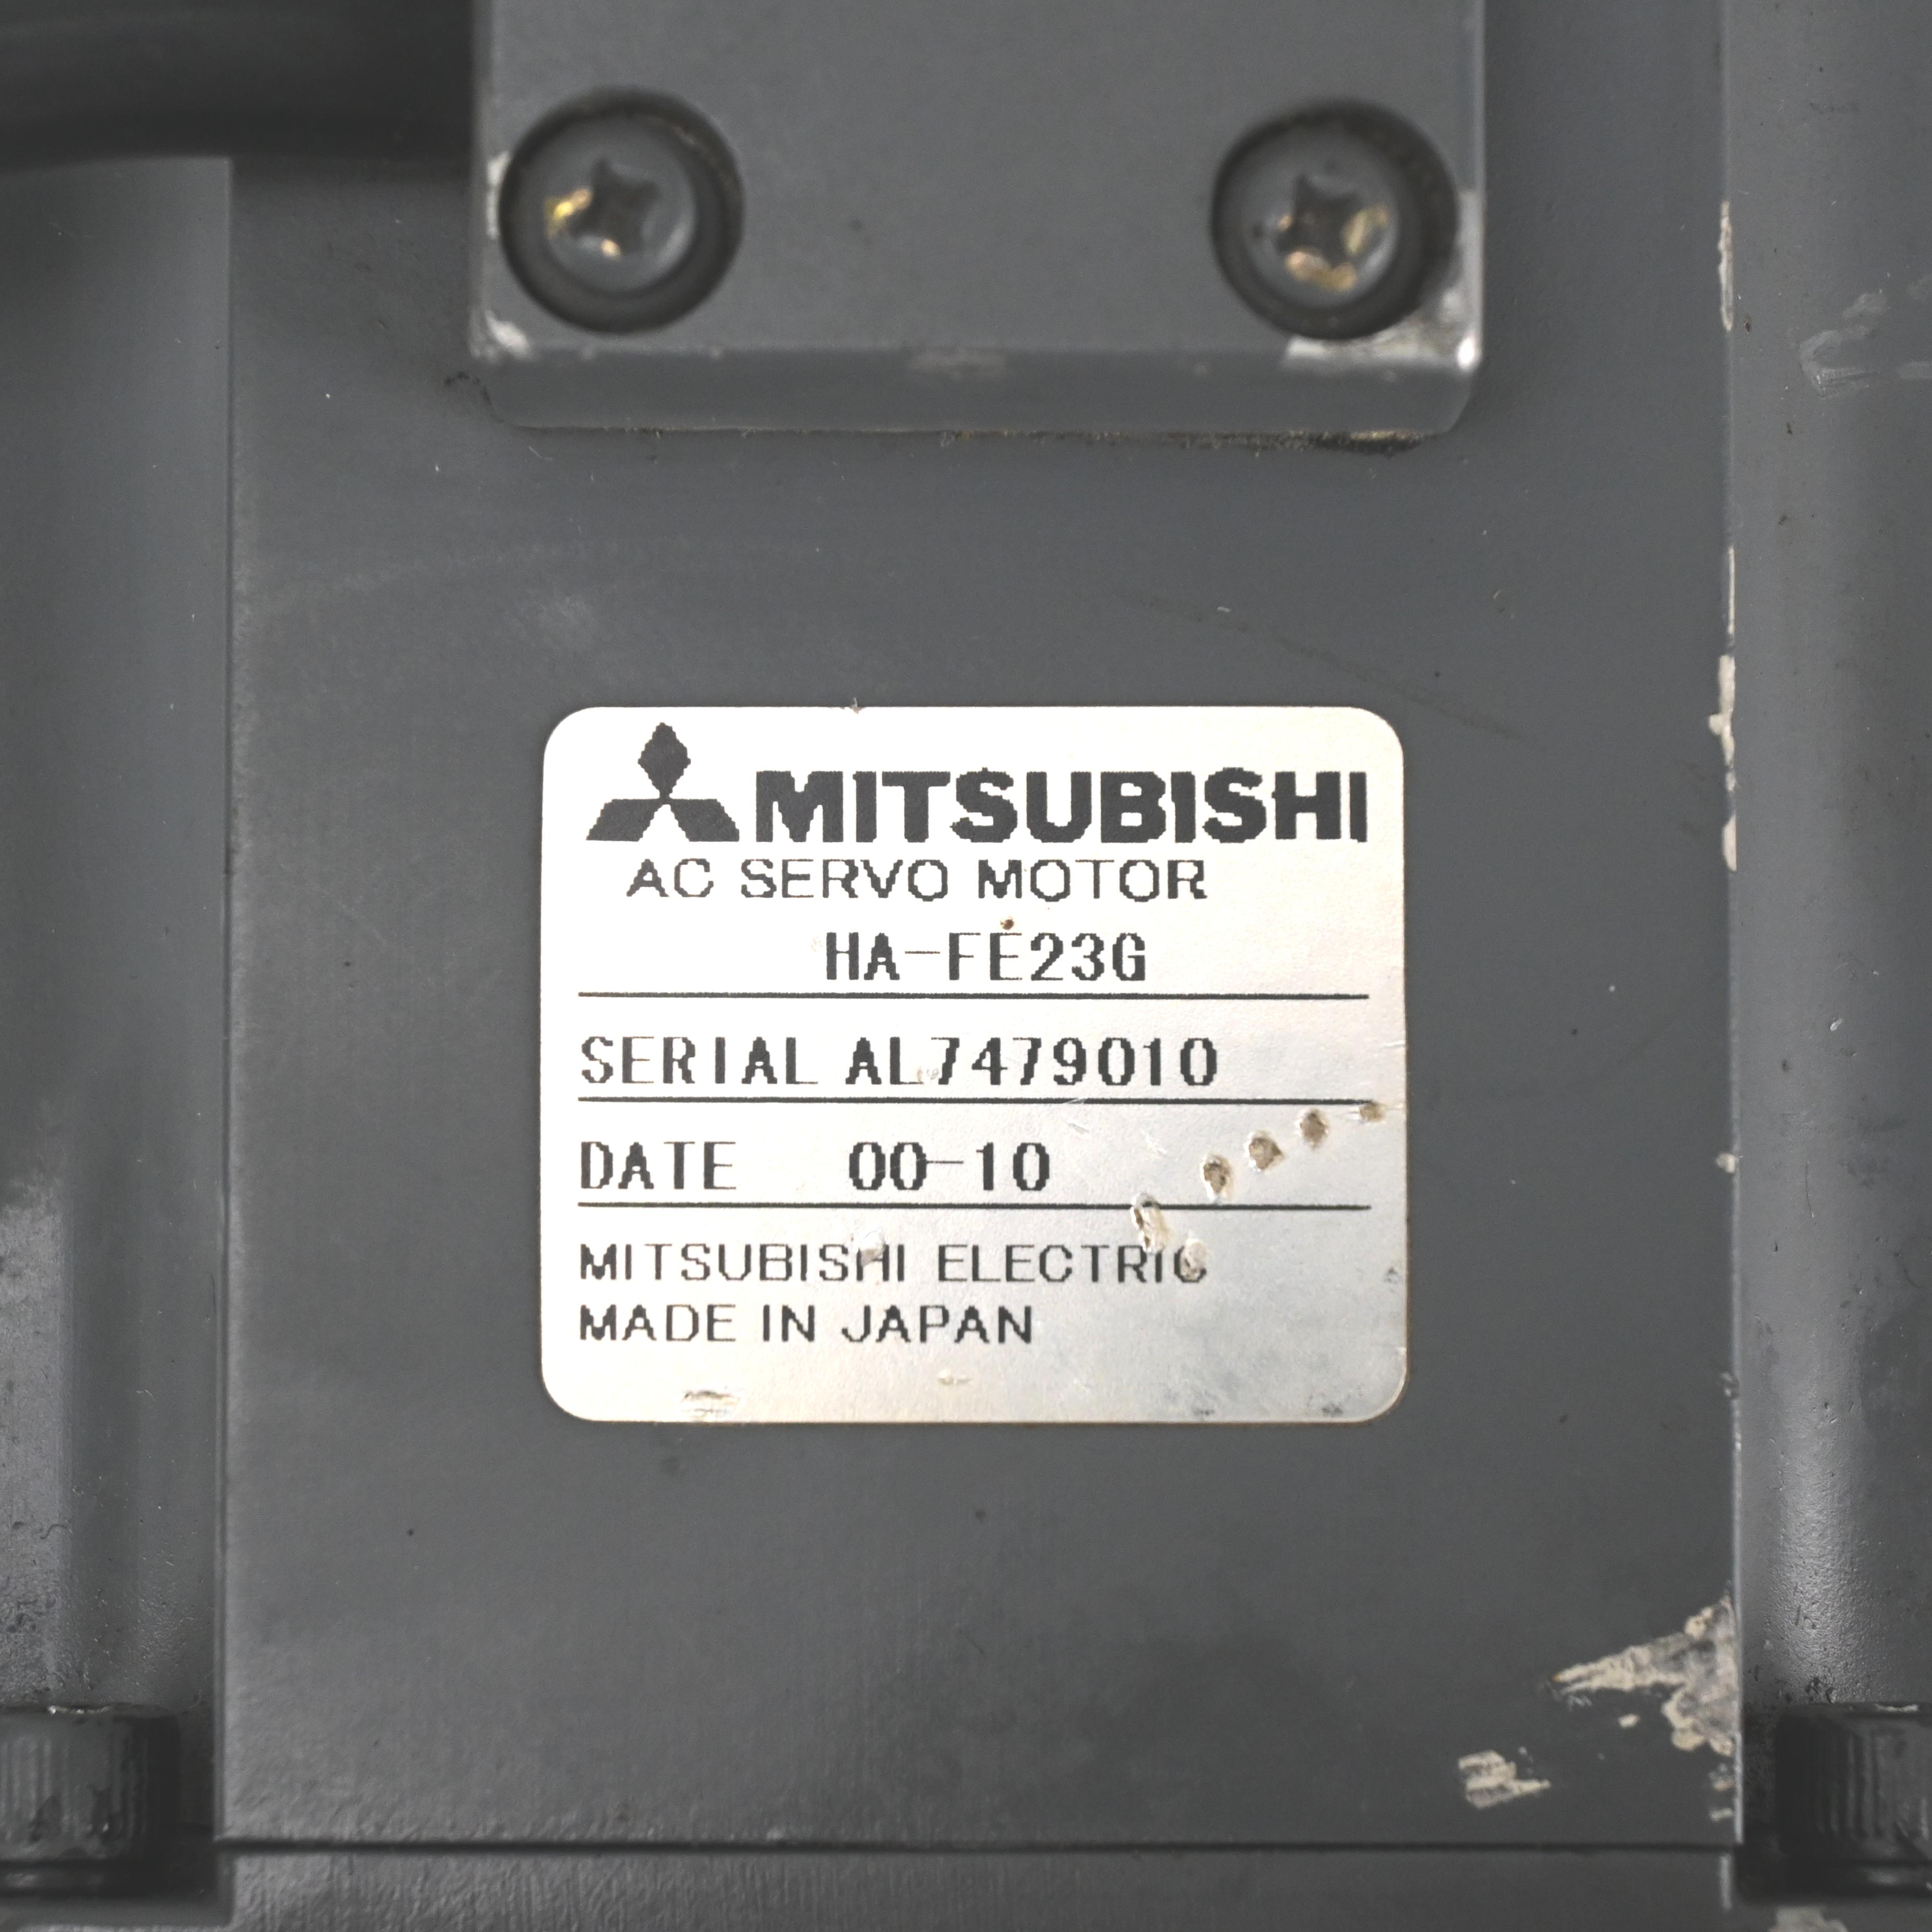 MITSUBISHI
AC SERVO MOTOR
HA-FE23G
SERIAL AL7479010
DATE 00-10
MITSUBISHI ELECTRIC
MADE IN JAPAN